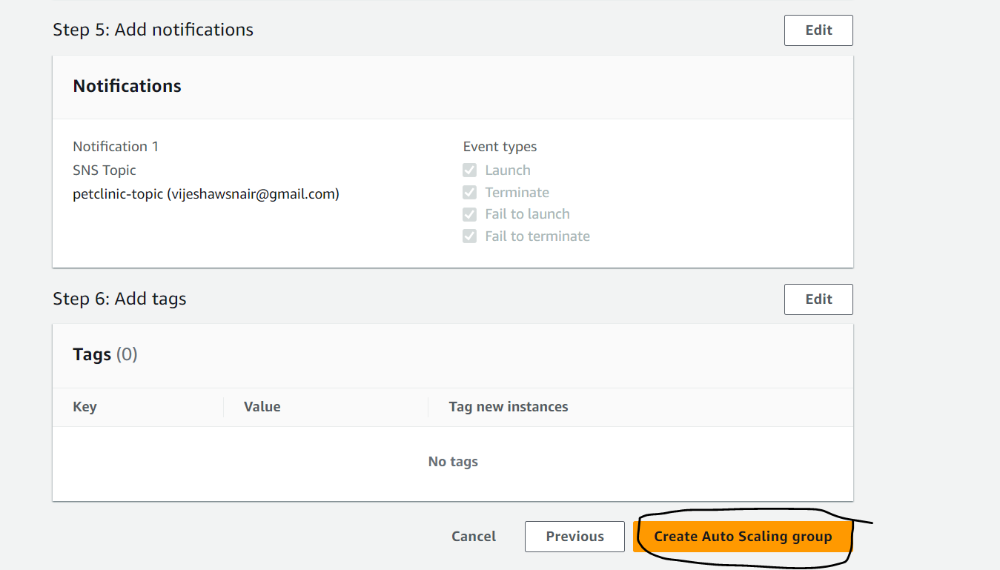 Step 5: Add notifications
Edit
Notifications
Notification 1
SNS Topic
petclinic-topic (vijeshawsnair@gmail.com)
Event types
Launch
Terminate
Fail to launch
Fail to terminate
Step 6: Add tags
Edit
Tags (0)
Key Value Tag new instances
No tags
Cancel Previous Create Auto Scaling group